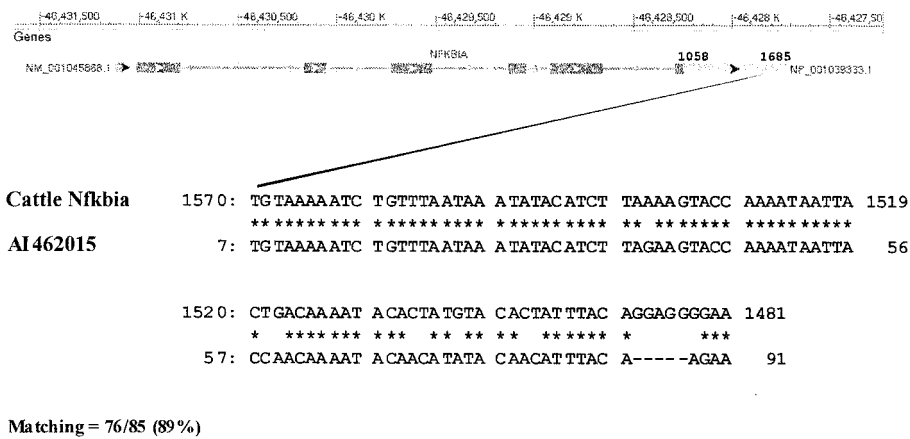 |-46,431,500 |-46,431 K |-46,430,500 |-46,430 K |-46,429,500 |-46,429 K |-46,428,500 |-46,428 K |-46,427,50
Genes
NFKBIA
NM_001045868.1 1058 1685 NP_001039333.1
Cattle Nfkbia 1570: TGTAAAAATC TGTTTAATAA ATATACATCT TAAAAGTACC AAAATAATTA 1519
********** ********** ********** ** ******* **********
AI462015 7: TGTAAAAATC TGTTTAATAA ATATACATCT TAGAAGTACC AAAATAATTA 56
1520: CTGACAAAAT ACACTATGTA CACTATTTAC AGGAGGGGAA 1481
* ******* **** ** ** *** ****** * ***
57: CCAACAAAAT ACAACATATA CAACATTTAC A-----AGAA 91
Matching = 76/85 (89%)